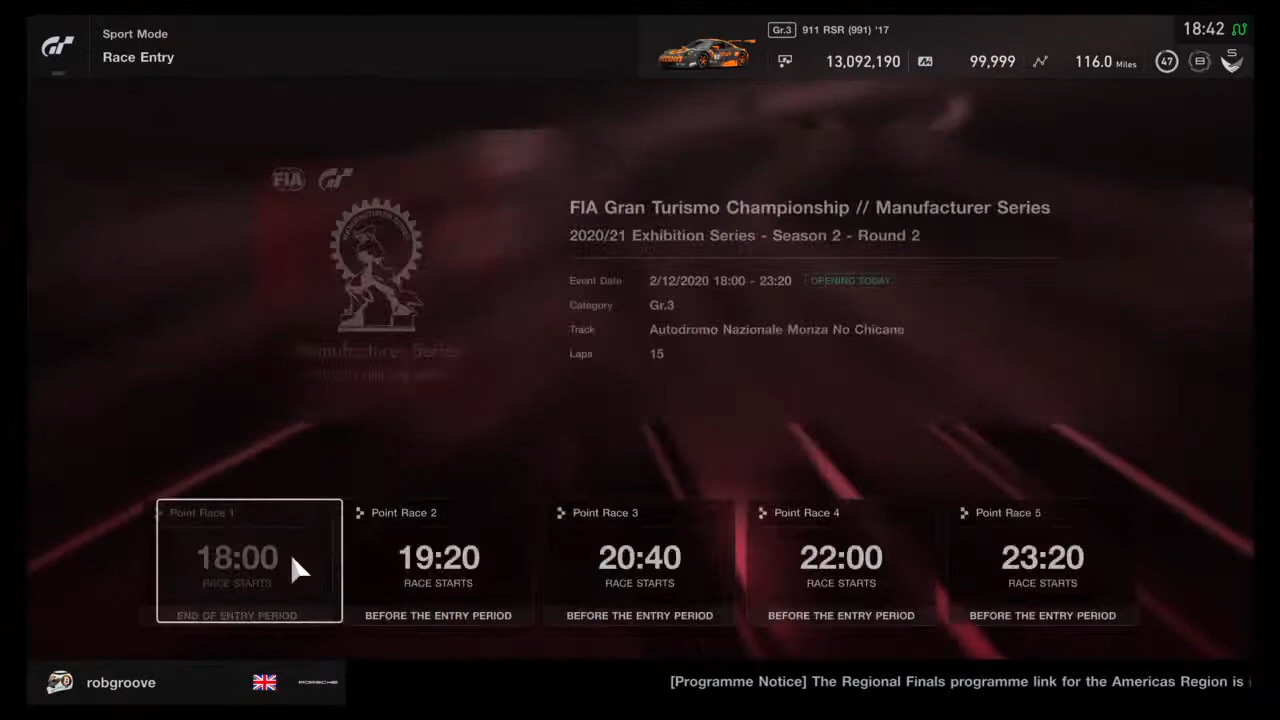 Sport Mode
Race Entry
Gr.3 911 RSR (991) '17
13,092,190 99,999 116.0 Miles 47 B S
18:42
FIA GT
FIA Gran Turismo Championship // Manufacturer Series
2020/21 Exhibition Series - Season 2 - Round 2
Event Date 2/12/2020 18:00 - 23:20 OPENING TODAY
Category Gr.3
Track Autodromo Nazionale Monza No Chicane
Laps 15
Manufacturer Series
Point Race 1
18:00
RACE STARTS
END OF ENTRY PERIOD
Point Race 2
19:20
RACE STARTS
BEFORE THE ENTRY PERIOD
Point Race 3
20:40
RACE STARTS
BEFORE THE ENTRY PERIOD
Point Race 4
22:00
RACE STARTS
BEFORE THE ENTRY PERIOD
Point Race 5
23:20
RACE STARTS
BEFORE THE ENTRY PERIOD
robgroove PORSCHE
[Programme Notice] The Regional Finals programme link for the Americas Region is